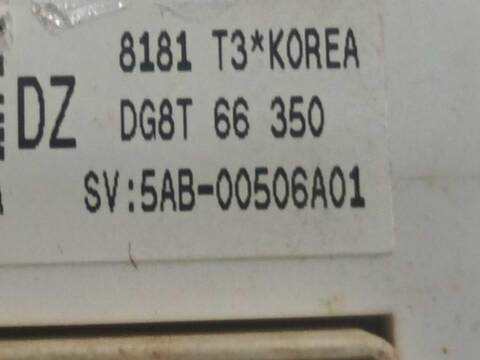 8181 T3*KOREA
DZ
DG8T 66 350
SV:5AB-00506A01